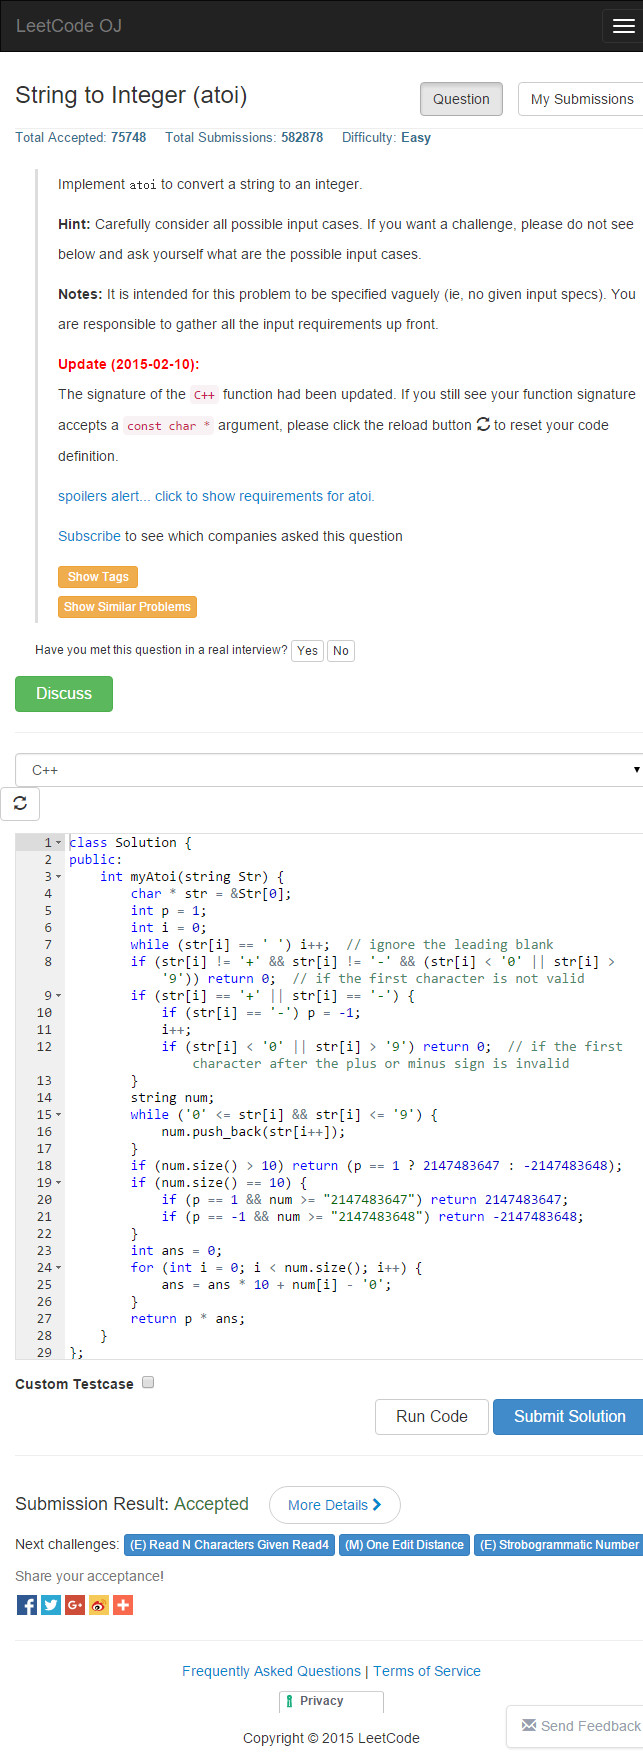 LeetCode OJ
String to Integer (atoi)
Question
My Submissions
Total Accepted: 75748 Total Submissions: 582878 Difficulty: Easy
Implement atoi to convert a string to an integer.
Hint: Carefully consider all possible input cases. If you want a challenge, please do not see
below and ask yourself what are the possible input cases.
Notes: It is intended for this problem to be specified vaguely (ie, no given input specs). You
are responsible to gather all the input requirements up front.
Update (2015-02-10):
The signature of the C++ function had been updated. If you still see your function signature
accepts a const char * argument, please click the reload button to reset your code
definition.
spoilers alert... click to show requirements for atoi.
Subscribe to see which companies asked this question
Show Tags
Show Similar Problems
Have you met this question in a real interview? Yes No
Discuss
C++
1 class Solution {
2 public:
3     int myAtoi(string Str) {
4         char * str = &Str[0];
5         int p = 1;
6         int i = 0;
7         while (str[i] == ' ') i++;  // ignore the leading blank
8         if (str[i] != '+' && str[i] != '-' && (str[i] < '0' || str[i] >
            '9')) return 0;  // if the first character is not valid
9         if (str[i] == '+' || str[i] == '-') {
10             if (str[i] == '-') p = -1;
11             i++;
12             if (str[i] < '0' || str[i] > '9') return 0;  // if the first
                character after the plus or minus sign is invalid
13         }
14         string num;
15         while ('0' <= str[i] && str[i] <= '9') {
16             num.push_back(str[i++]);
17         }
18         if (num.size() > 10) return (p == 1 ? 2147483647 : -2147483648);
19         if (num.size() == 10) {
20             if (p == 1 && num >= "2147483647") return 2147483647;
21             if (p == -1 && num >= "2147483648") return -2147483648;
22         }
23         int ans = 0;
24         for (int i = 0; i < num.size(); i++) {
25             ans = ans * 10 + num[i] - '0';
26         }
27         return p * ans;
28     }
29 };
Custom Testcase
Run Code
Submit Solution
Submission Result: Accepted More Details
Next challenges: (E) Read N Characters Given Read4 (M) One Edit Distance (E) Strobogrammatic Number
Share your acceptance!
Frequently Asked Questions | Terms of Service
Privacy
Send Feedback
Copyright © 2015 LeetCode